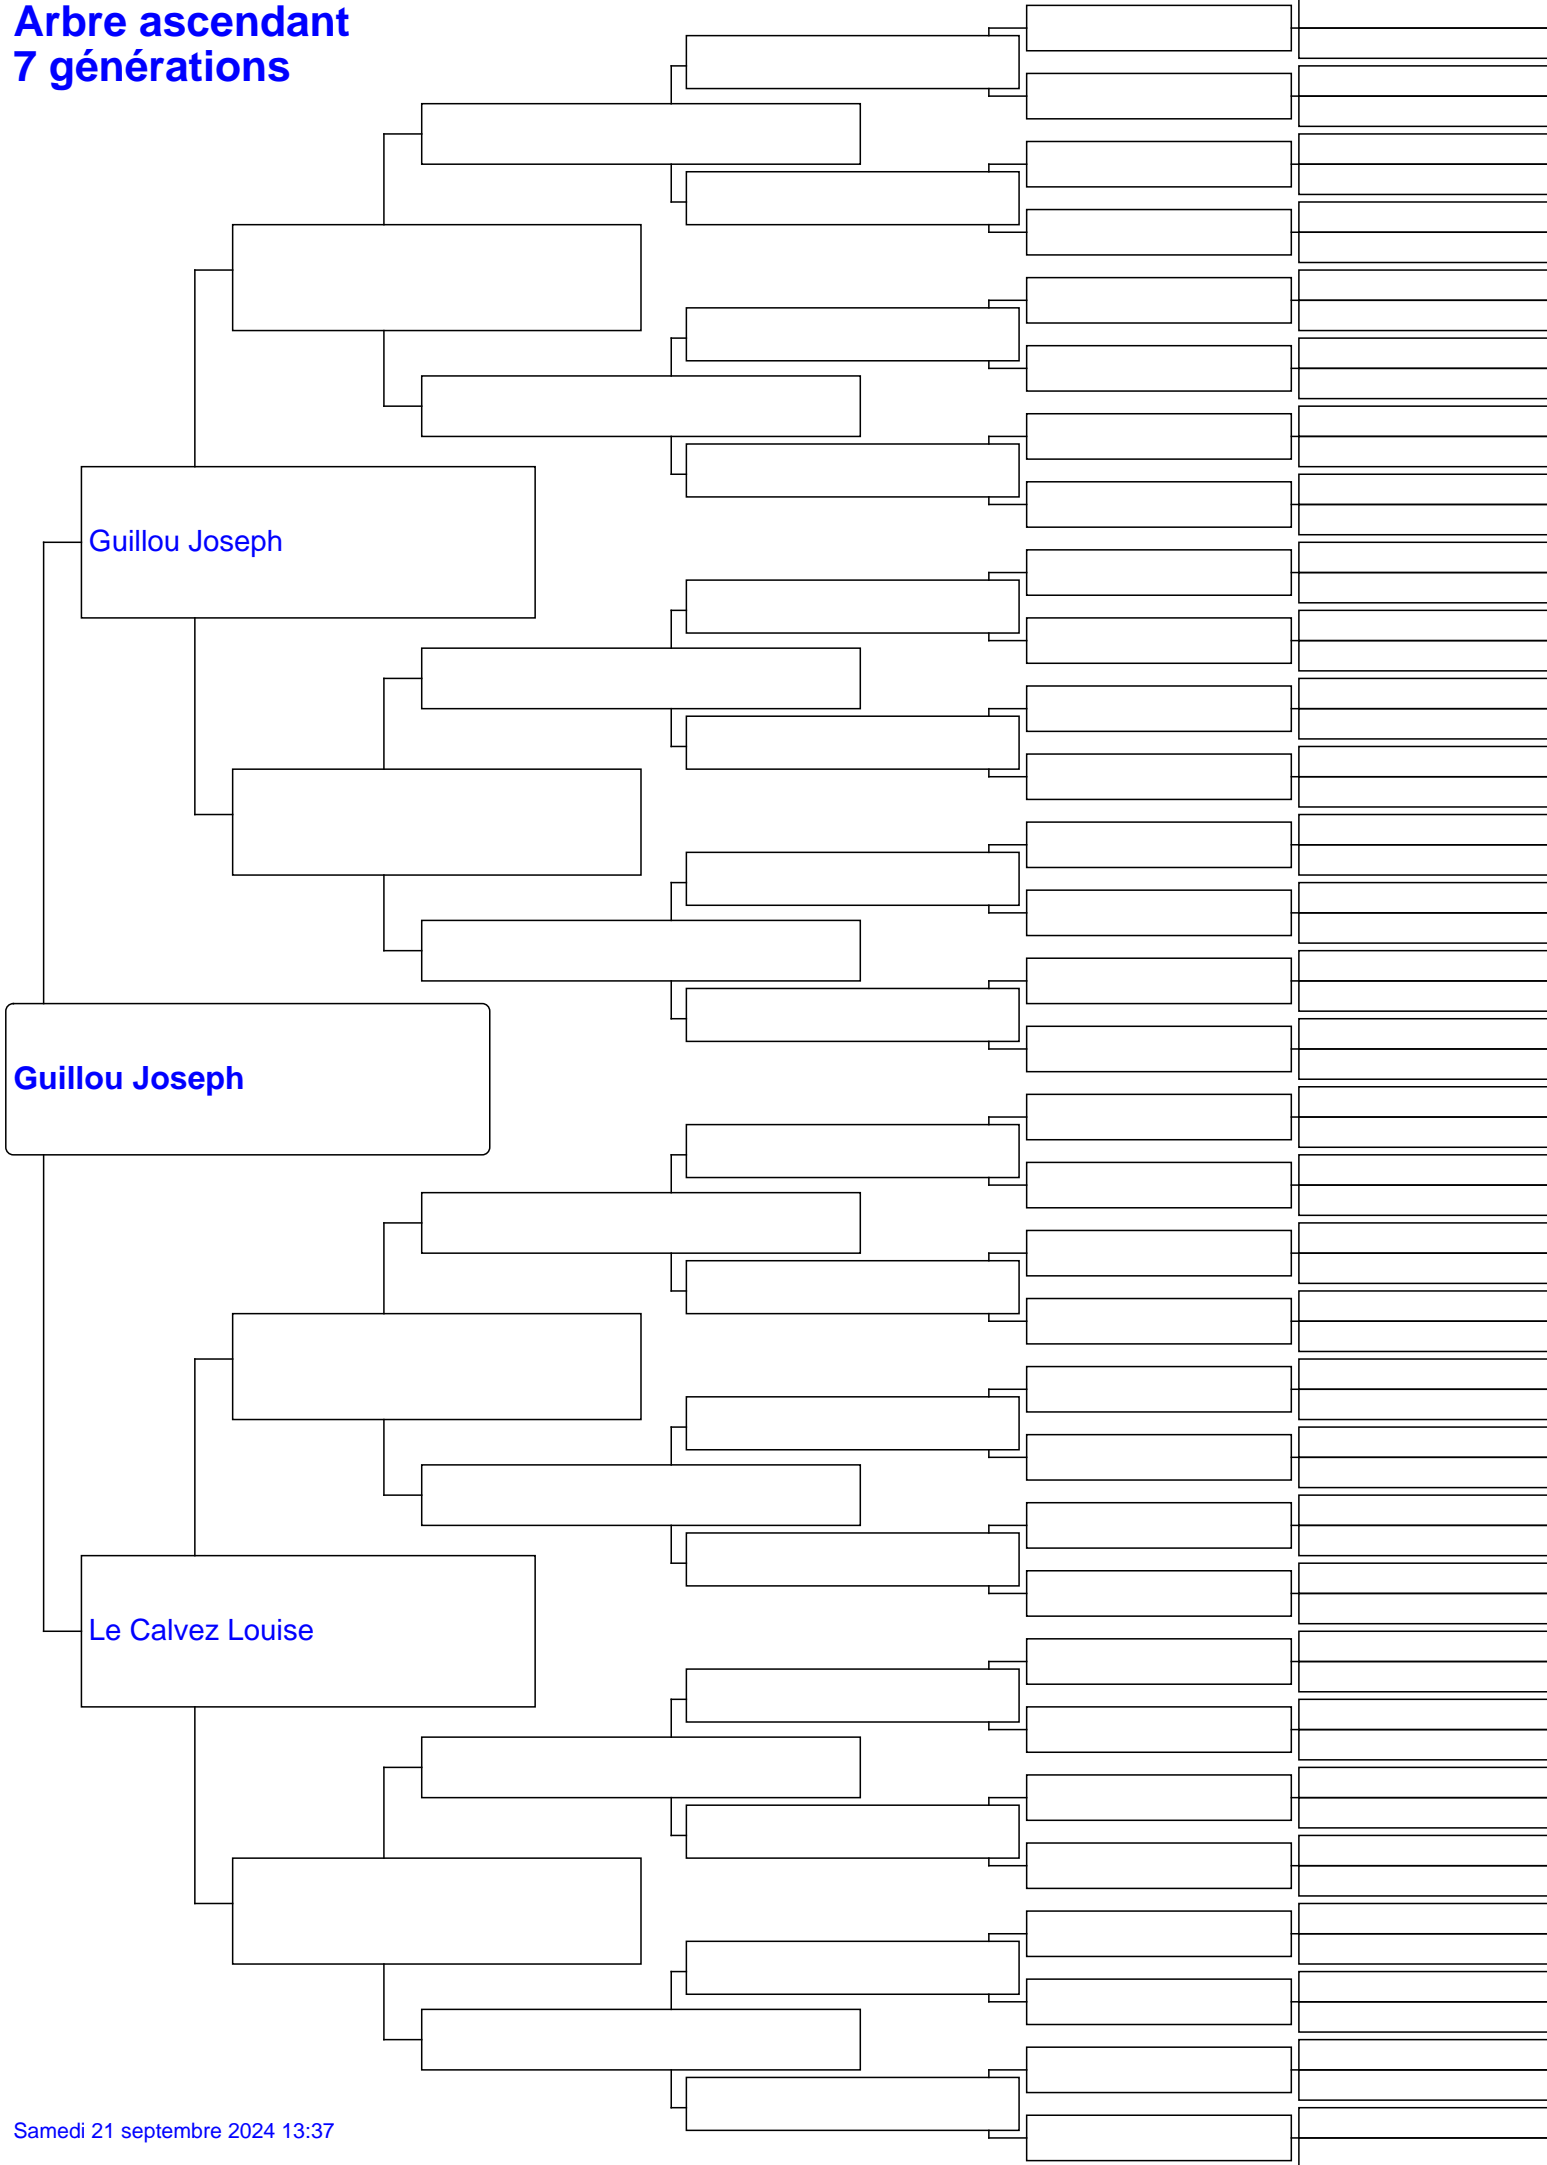 Arbre ascendant
7 générations
Guillou Joseph
Guillou Joseph
Le Calvez Louise
Samedi 21 septembre 2024 13:37